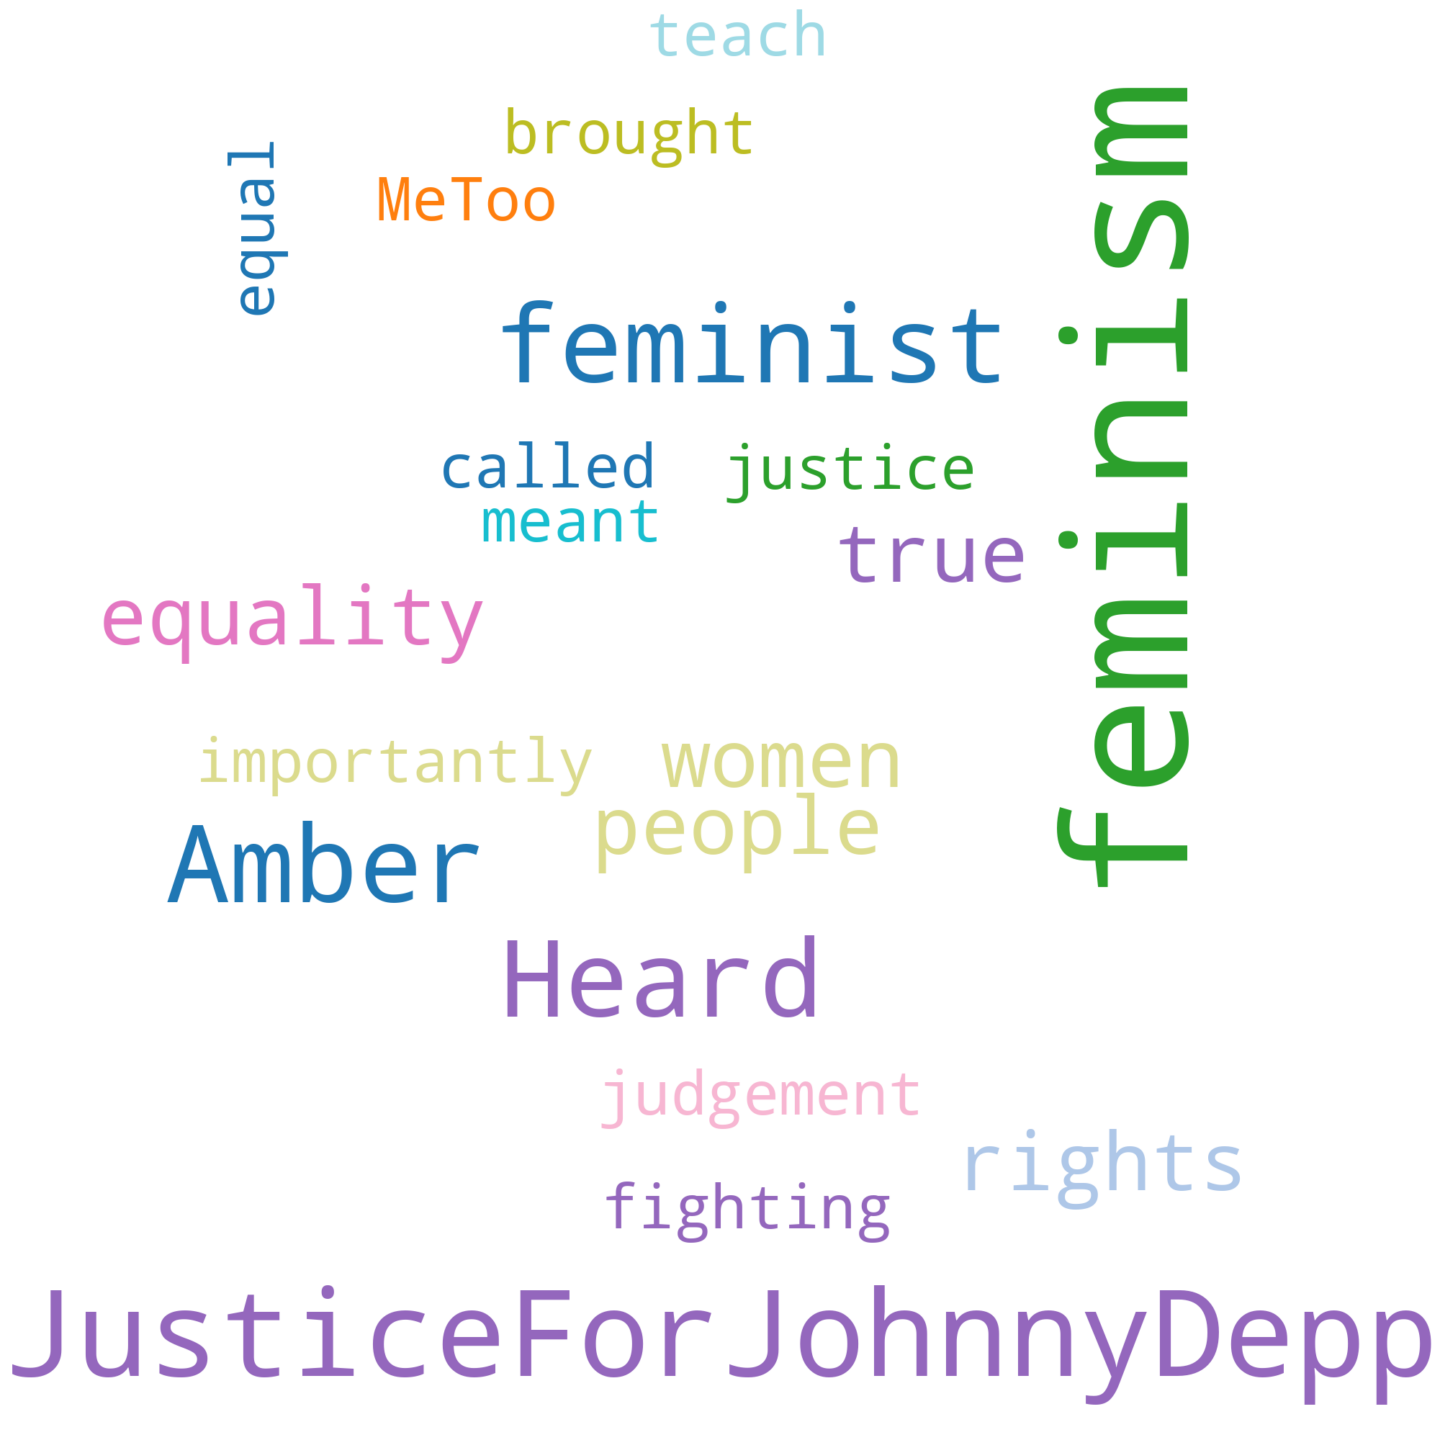 teach
brought
equal
MeToo
feminism
feminist
called
justice
meant
true
equality
importantly
women
people
Amber
Heard
judgement
rights
fighting
JusticeForJohnnyDepp